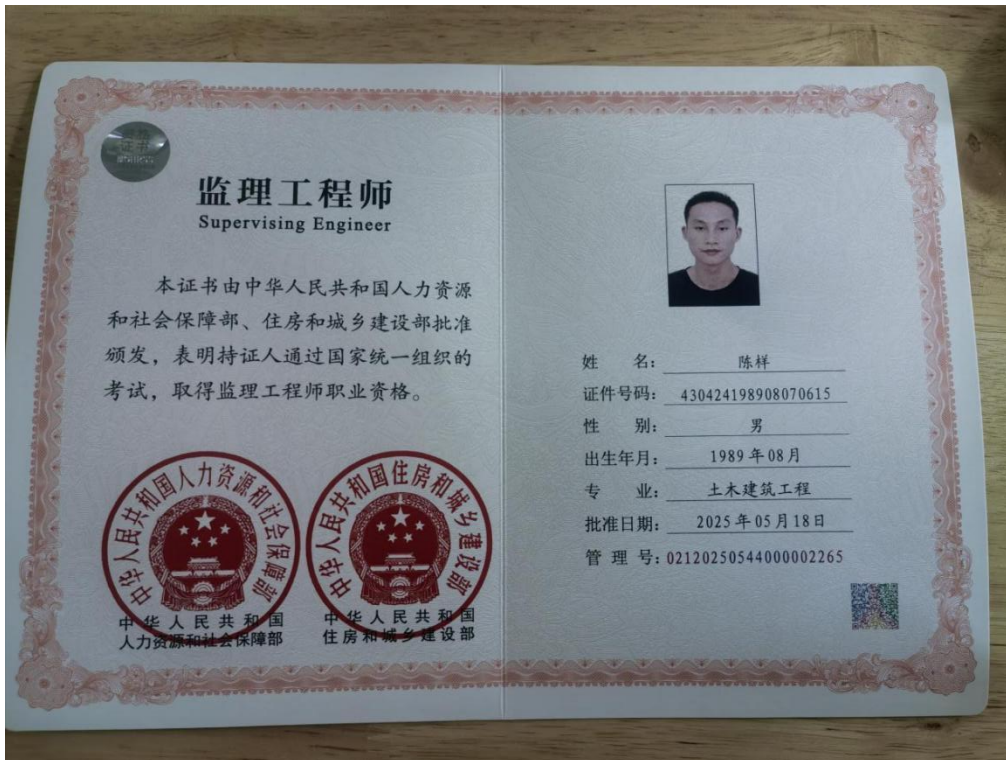 监理工程师
Supervising Engineer
本证书由中华人民共和国人力资源
和社会保障部、住房和城乡建设部批准
颁发，表明持证人通过国家统一组织的
考试，取得监理工程师职业资格。
中华人民共和国人力资源和社会保障部
中华人民共和国
人力资源和社会保障部
中华人民共和国住房和城乡建设部
中华人民共和国
住房和城乡建设部
姓 名： 陈样
证件号码： 430424198908070615
性 别： 男
出生年月： 1989年08月
专 业： 土木建筑工程
批准日期： 2025年05月18日
管 理 号：02120250544000002265